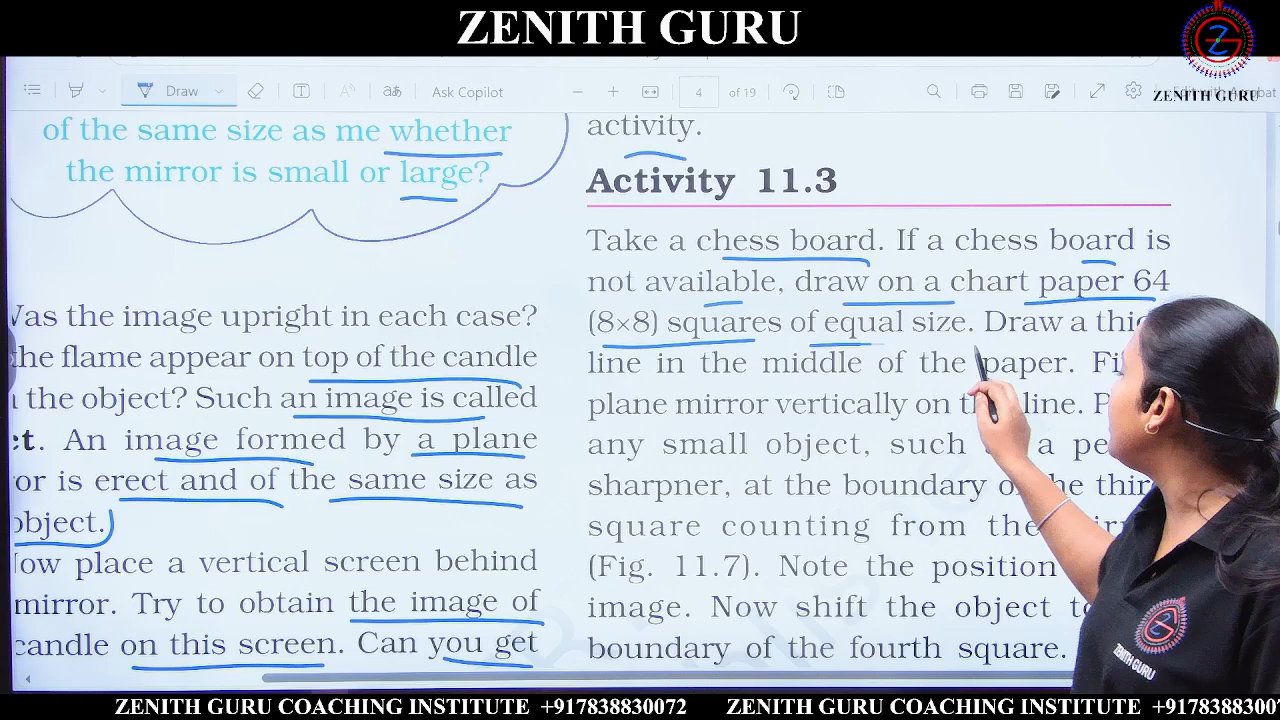 ZENITH GURU
Draw
Ask Copilot
4 of 19
ZENITH GURU
of the same size as me whether
the mirror is small or large?
as the image upright in each case?
the flame appear on top of the candle
the object? Such an image is called
An image formed by a plane
is erect and of the same size as
object.
place a vertical screen behind
mirror. Try to obtain the image of
candle on this screen. Can you get
activity.
Activity 11.3
Take a chess board. If a chess board is
not available, draw on a chart paper 64
(8×8) squares of equal size. Draw a
line in the middle of the paper.
plane mirror vertically on line.
any small object, such a
sharpner, at the boundary
square counting from
(Fig. 11.7). Note the position
image. Now shift the object
boundary of the fourth square.
ZENITH GURU
ZENITH GURU COACHING INSTITUTE +917838830072 ZENITH GURU COACHING INSTITUTE